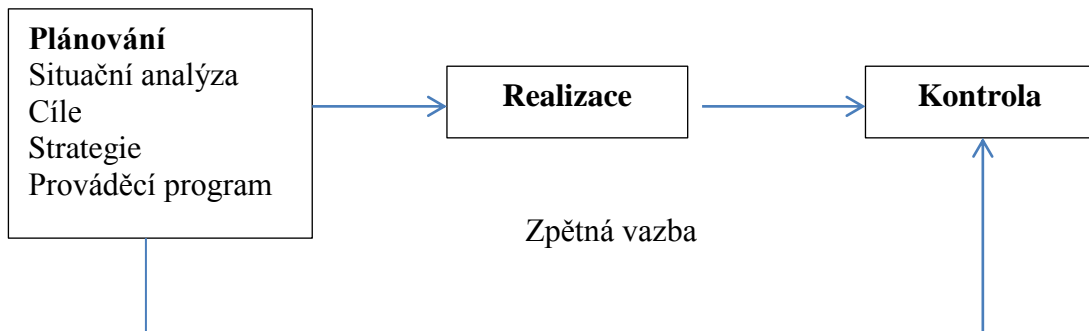 Plánování
Situační analýza
Cíle
Strategie
Prováděcí program
Realizace
Kontrola
Zpětná vazba